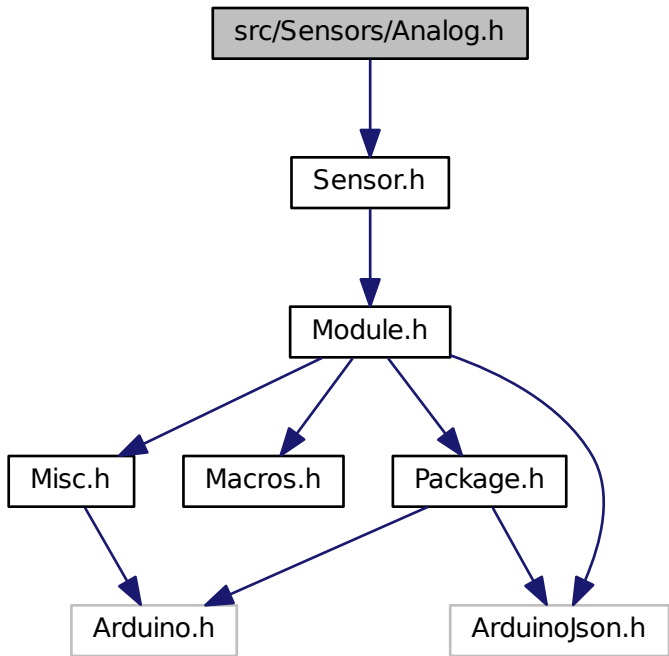 src/Sensors/Analog.h
Sensor.h
Module.h
Misc.h
Macros.h
Package.h
Arduino.h
ArduinoJson.h